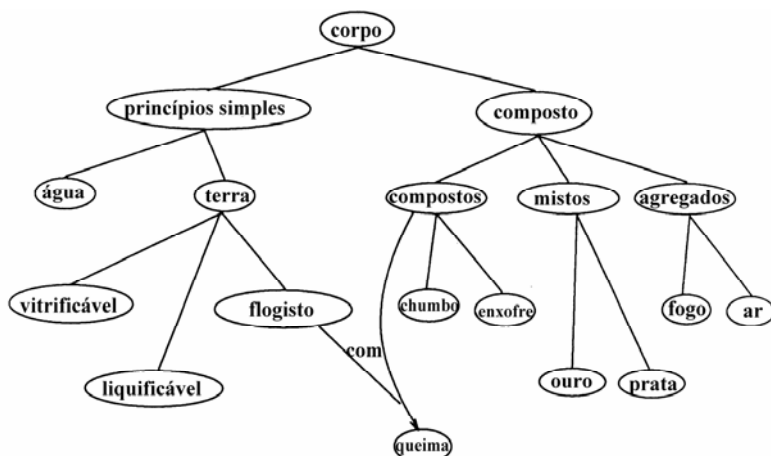 corpo
princípios simples
composto
água
terra
compostos
mistos
agregados
vitrificável
flogisto
chumbo
enxofre
fogo
ar
com
liquificável
ouro
prata
queima